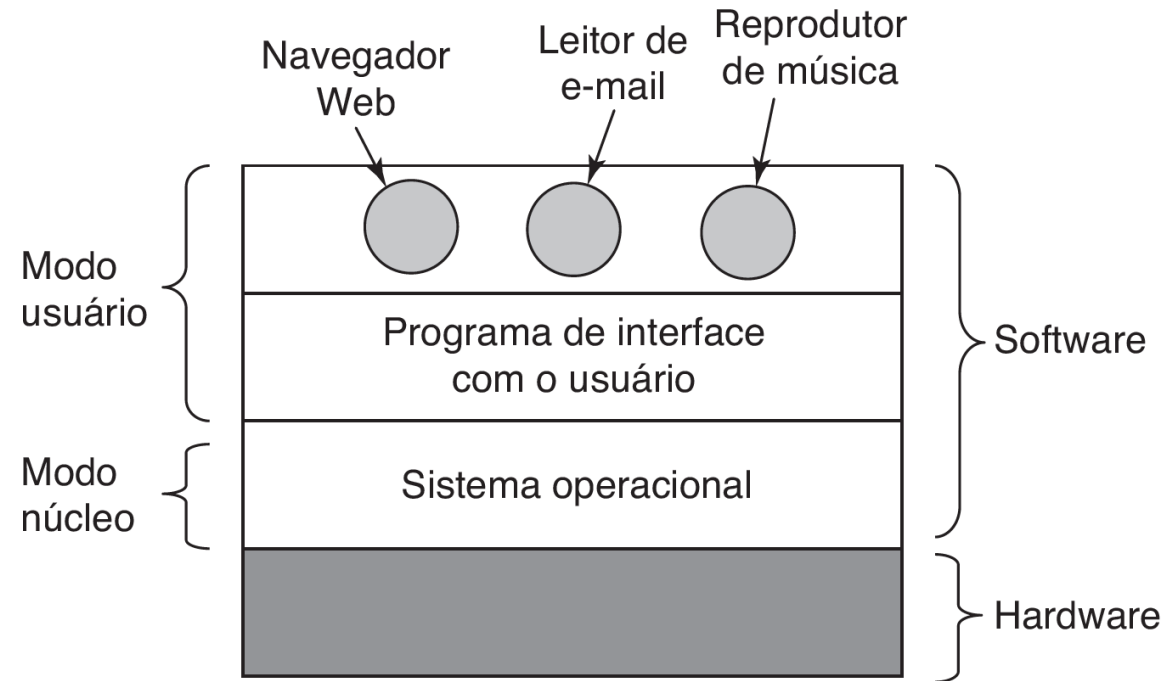 Navegador
Web
Leitor de
e-mail
Reprodutor
de música
Modo
usuário
Programa de interface
com o usuário
Software
Modo
núcleo
Sistema operacional
Hardware